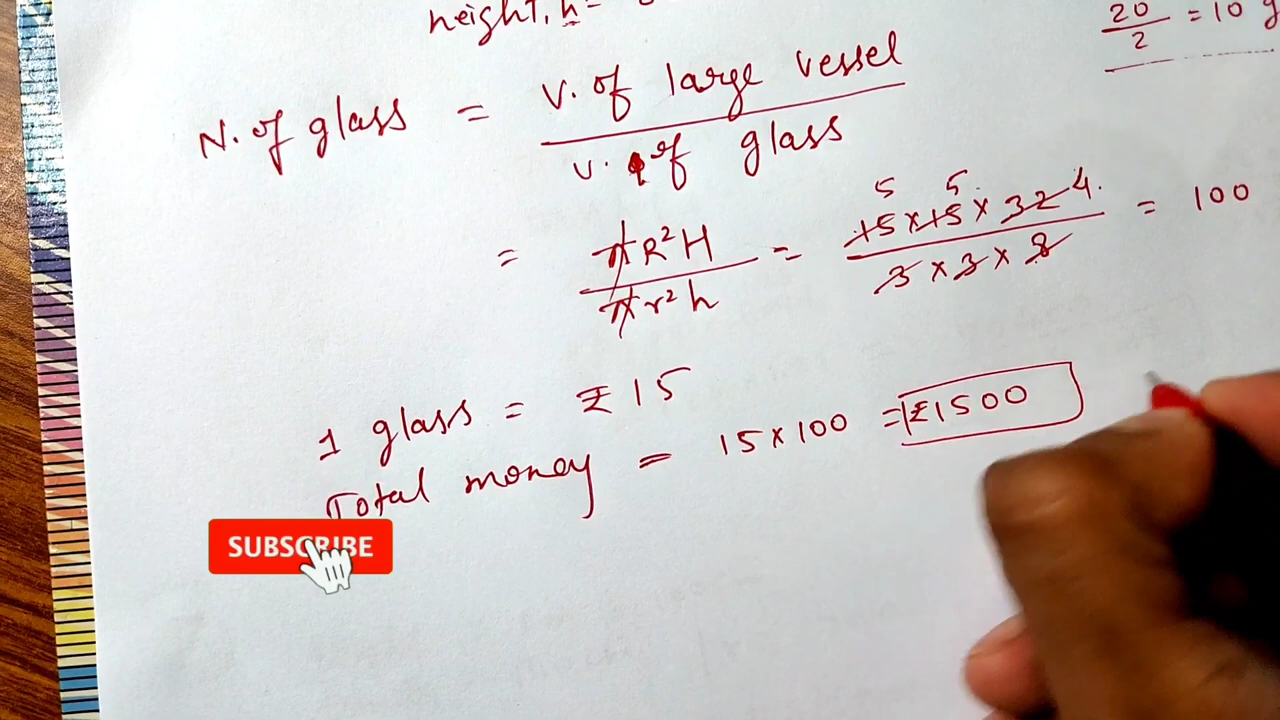 height, h =
20/2 = 10 g
N. of glass = V. of large vessel / V. of glass
= πR²H / πr²h = 15 x 15 x 32 / 3 x 3 x 8 = 100
5 5 4.
1 glass = ₹15
Total money = 15 x 100 = ₹1500
SUBSCRIBE